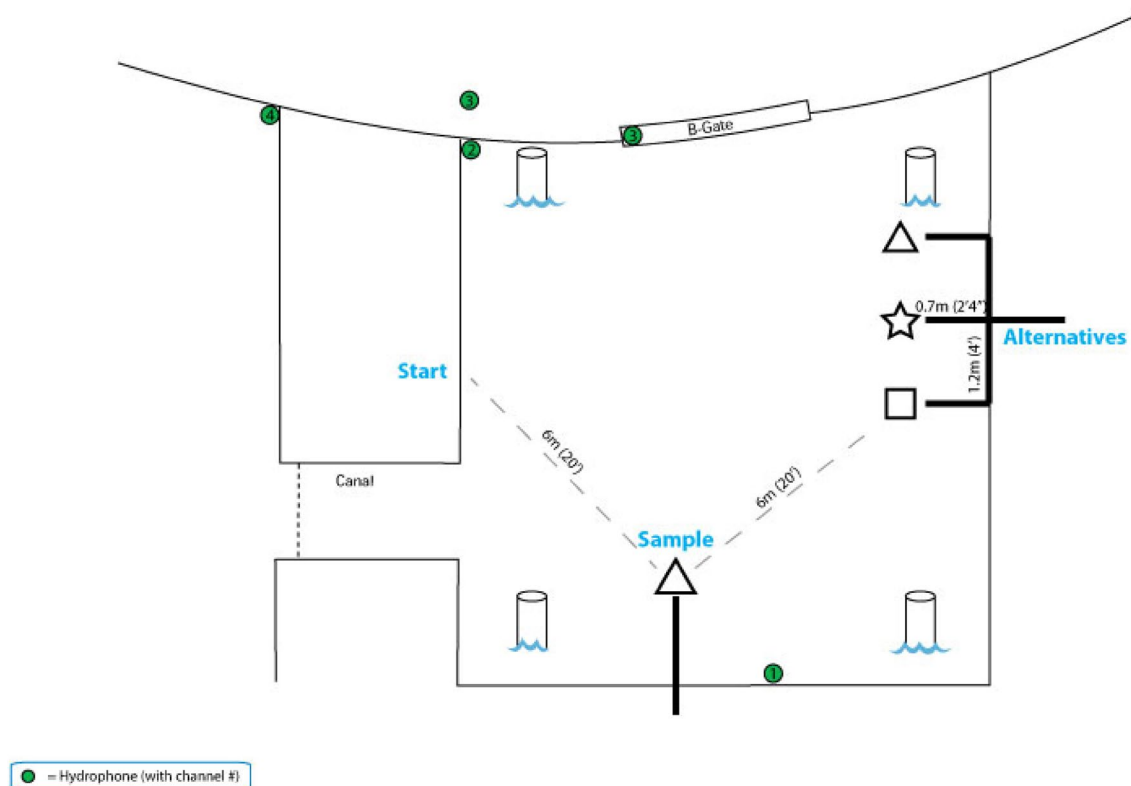 4
3
2
3
B-Gate
0.7m (2'4")
Alternatives
1.2m (4')
Start
6m (20')
6m (20')
Canal
Sample
1
= Hydrophone (with channel #)